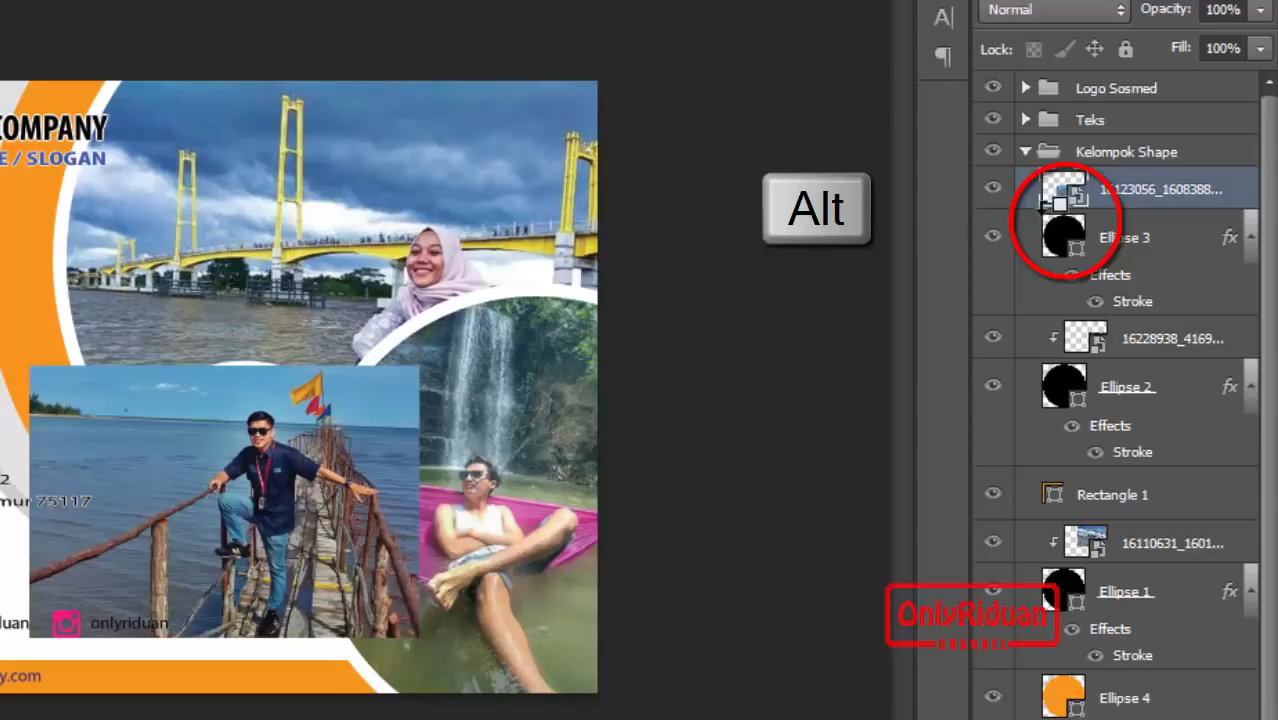 Normal
Opacity:
100%
Lock:
Fill:
100%
Logo Sosmed
Teks
Kelompok Shape
16123056_1608388...
Ellipse 3
fx
Effects
Stroke
16228938_4169...
Ellipse 2
fx
Effects
Stroke
Rectangle 1
16110631_1601...
Ellipse 1
fx
Effects
Stroke
Ellipse 4
Alt
COMPANY
E / SLOGAN
2
mur 75117
duan
onlyriduan
y.com
OnlyRiduan
CHANNEL